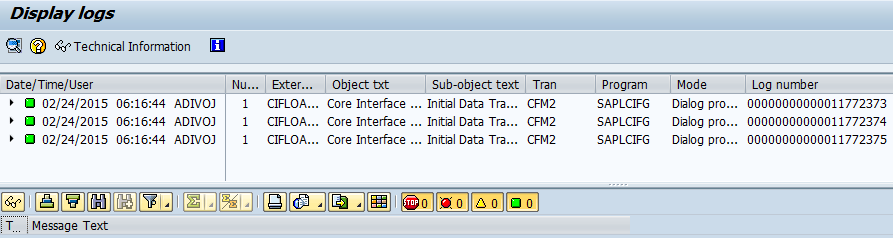 Display logs
Technical Information
Date/Time/User Nu... Exter... Object txt Sub-object text Tran Program Mode Log number
02/24/2015 06:16:44 ADIVOJ 1 CIFLOA... Core Interface ... Initial Data Tra... CFM2 SAPLCIFG Dialog pro... 00000000000011772373
02/24/2015 06:16:44 ADIVOJ 1 CIFLOA... Core Interface ... Initial Data Tra... CFM2 SAPLCIFG Dialog pro... 00000000000011772374
02/24/2015 06:16:44 ADIVOJ 1 CIFLOA... Core Interface ... Initial Data Tra... CFM2 SAPLCIFG Dialog pro... 00000000000011772375
STOP 0 0 0 0
T... Message Text